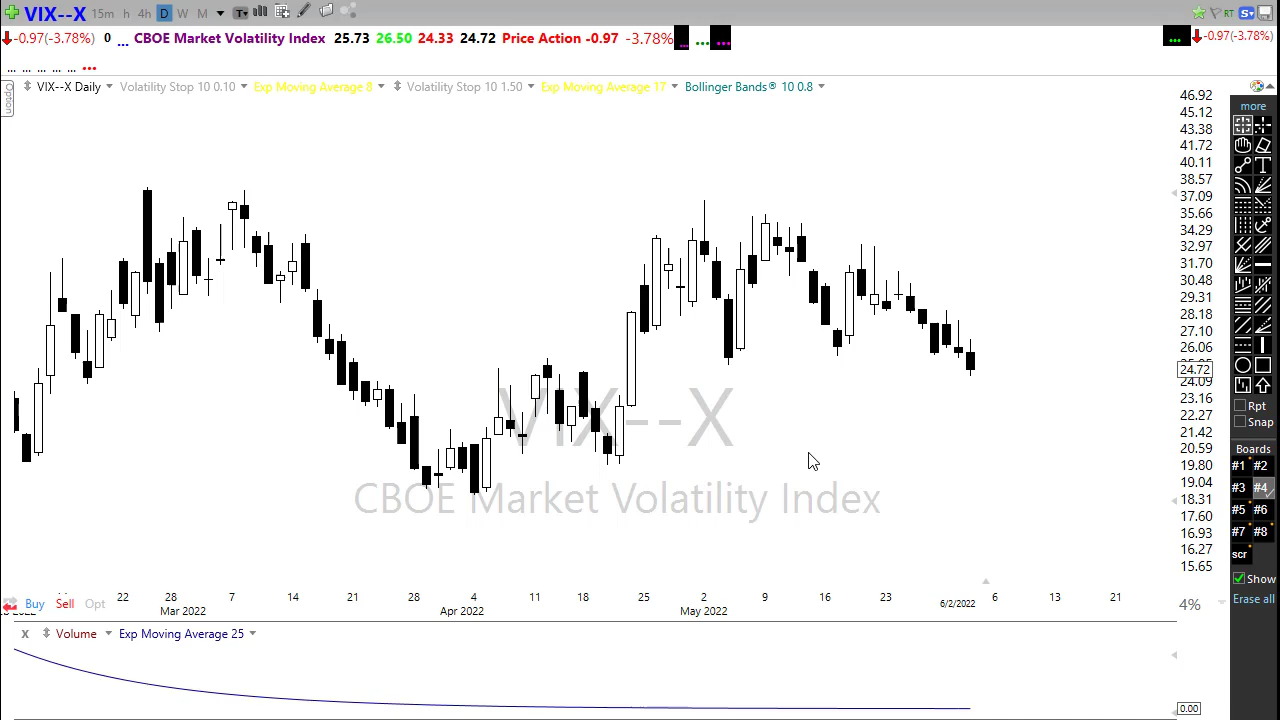 VIX--X 15m h 4h D W M T RT S
-0.97(-3.78%) 0 ... CBOE Market Volatility Index 25.73 26.50 24.33 24.72 Price Action -0.97 -3.78% ... ... ... ... -0.97(-3.78%)
... ... ... ... ... ...
Option
VIX--X Daily Volatility Stop 10 0.10 Exp Moving Average 8 Volatility Stop 10 1.50 Exp Moving Average 17 Bollinger Bands® 10 0.8
46.92
45.12
43.38
41.72
40.11
38.57
37.09
35.66
34.29
32.97
31.70
30.48
29.31
28.18
27.10
26.06
24.72
24.09
23.16
22.27
21.42
20.59
19.80
19.04
18.31
17.60
16.93
16.27
15.65
VIX--X
CBOE Market Volatility Index
22 28 7 14 21 28 4 11 18 25 2 9 16 23 6/2/2022 6 13 21
Mar 2022 Apr 2022 May 2022
Buy Sell Opt
4%
X Volume Exp Moving Average 25
0.00
more
T
Rpt
Snap
Boards
#1 #2
#3 #4
#5 #6
#7 #8
scr
Show
Erase all